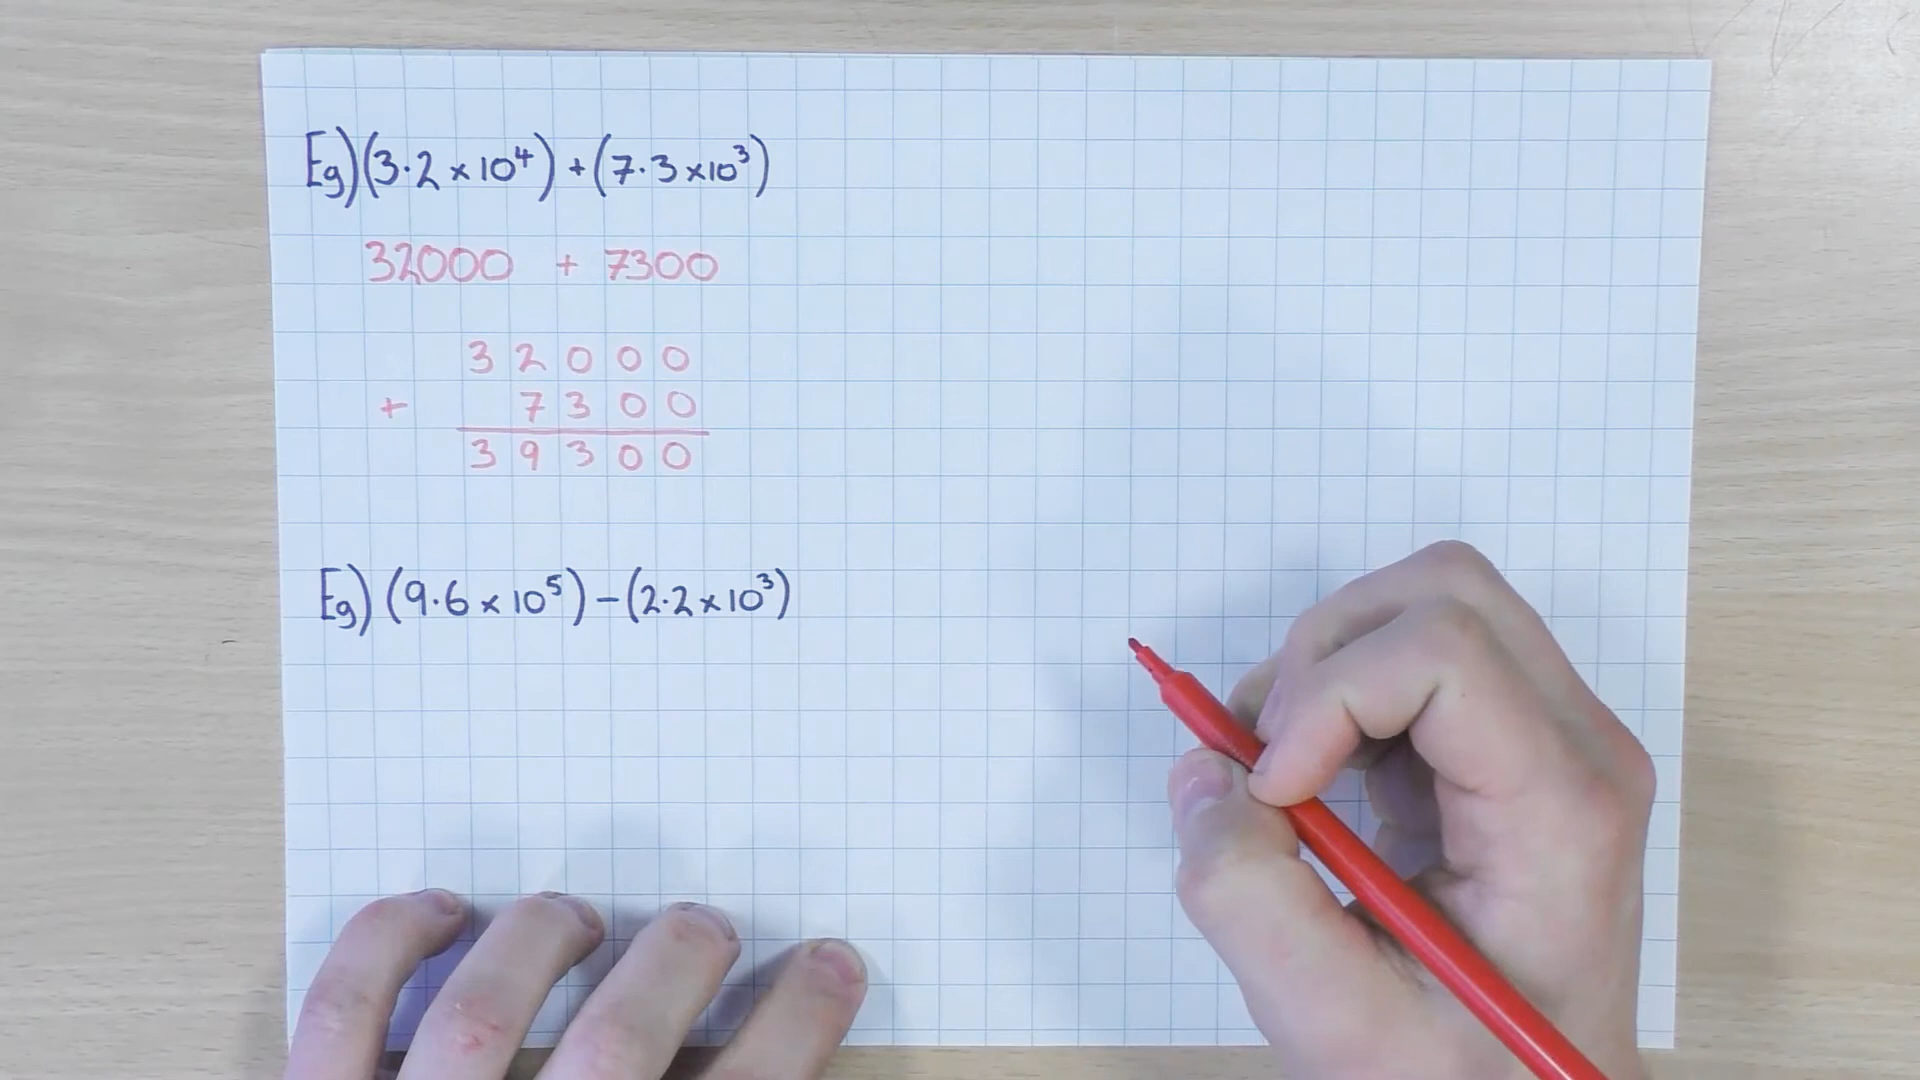 Eg) (3.2 × 10⁴) + (7.3 × 10³)
32000 + 7300
3 2 0 0 0
+ 7 3 0 0
3 9 3 0 0
Eg) (9.6 × 10⁵) − (2.2 × 10³)